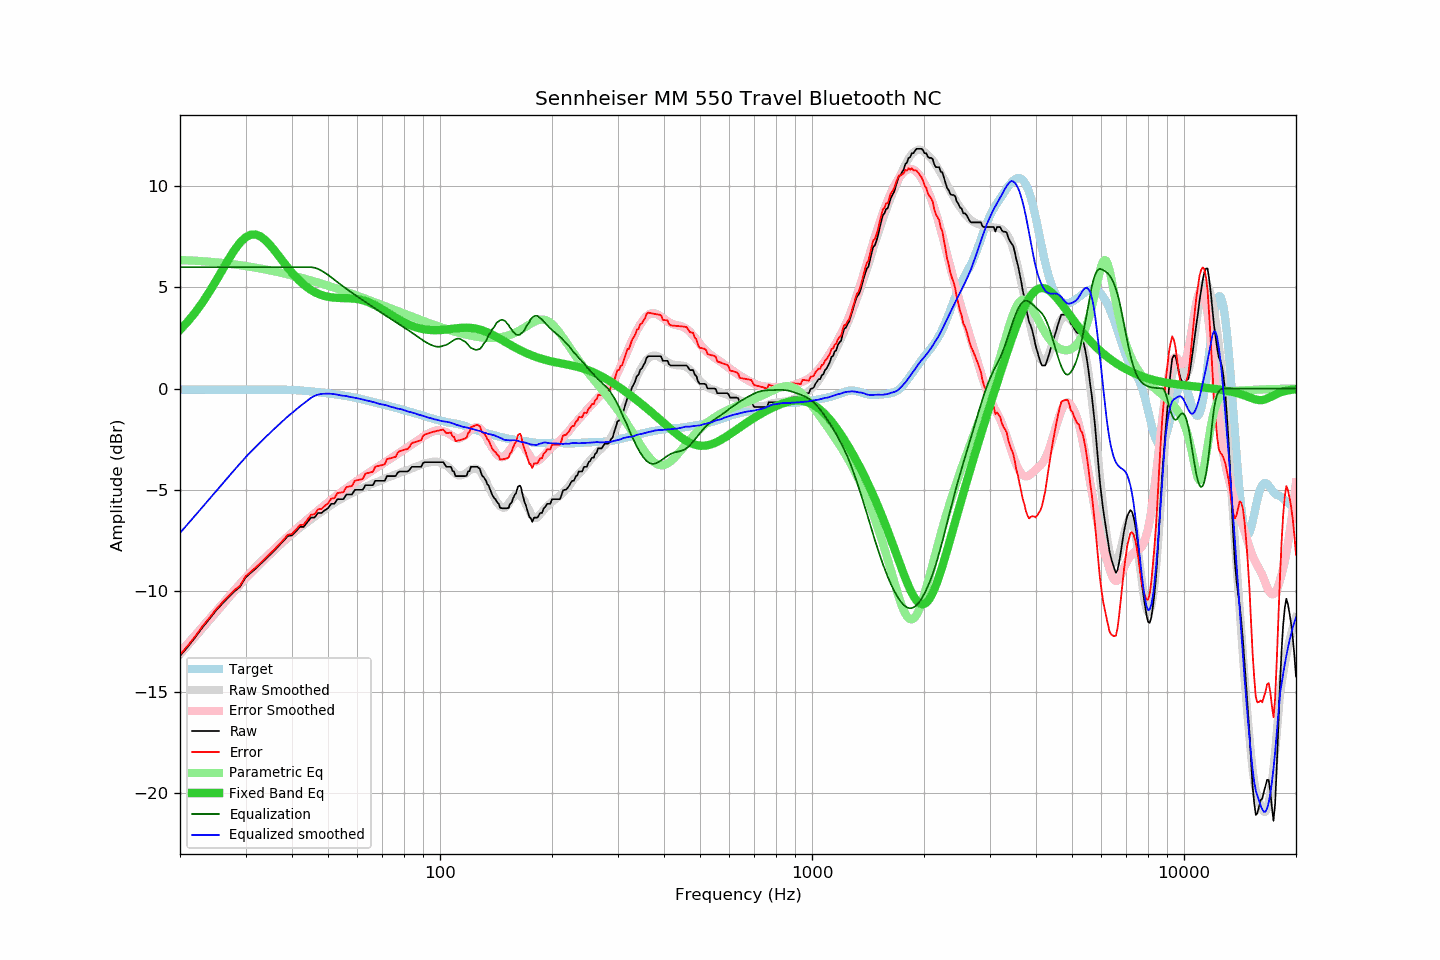 Sennheiser MM 550 Travel Bluetooth NC
Amplitude (dBr)
10
5
0
−5
−10
−15
−20
Target
Raw Smoothed
Error Smoothed
Raw
Error
Parametric Eq
Fixed Band Eq
Equalization
Equalized smoothed
100
1000
10000
Frequency (Hz)